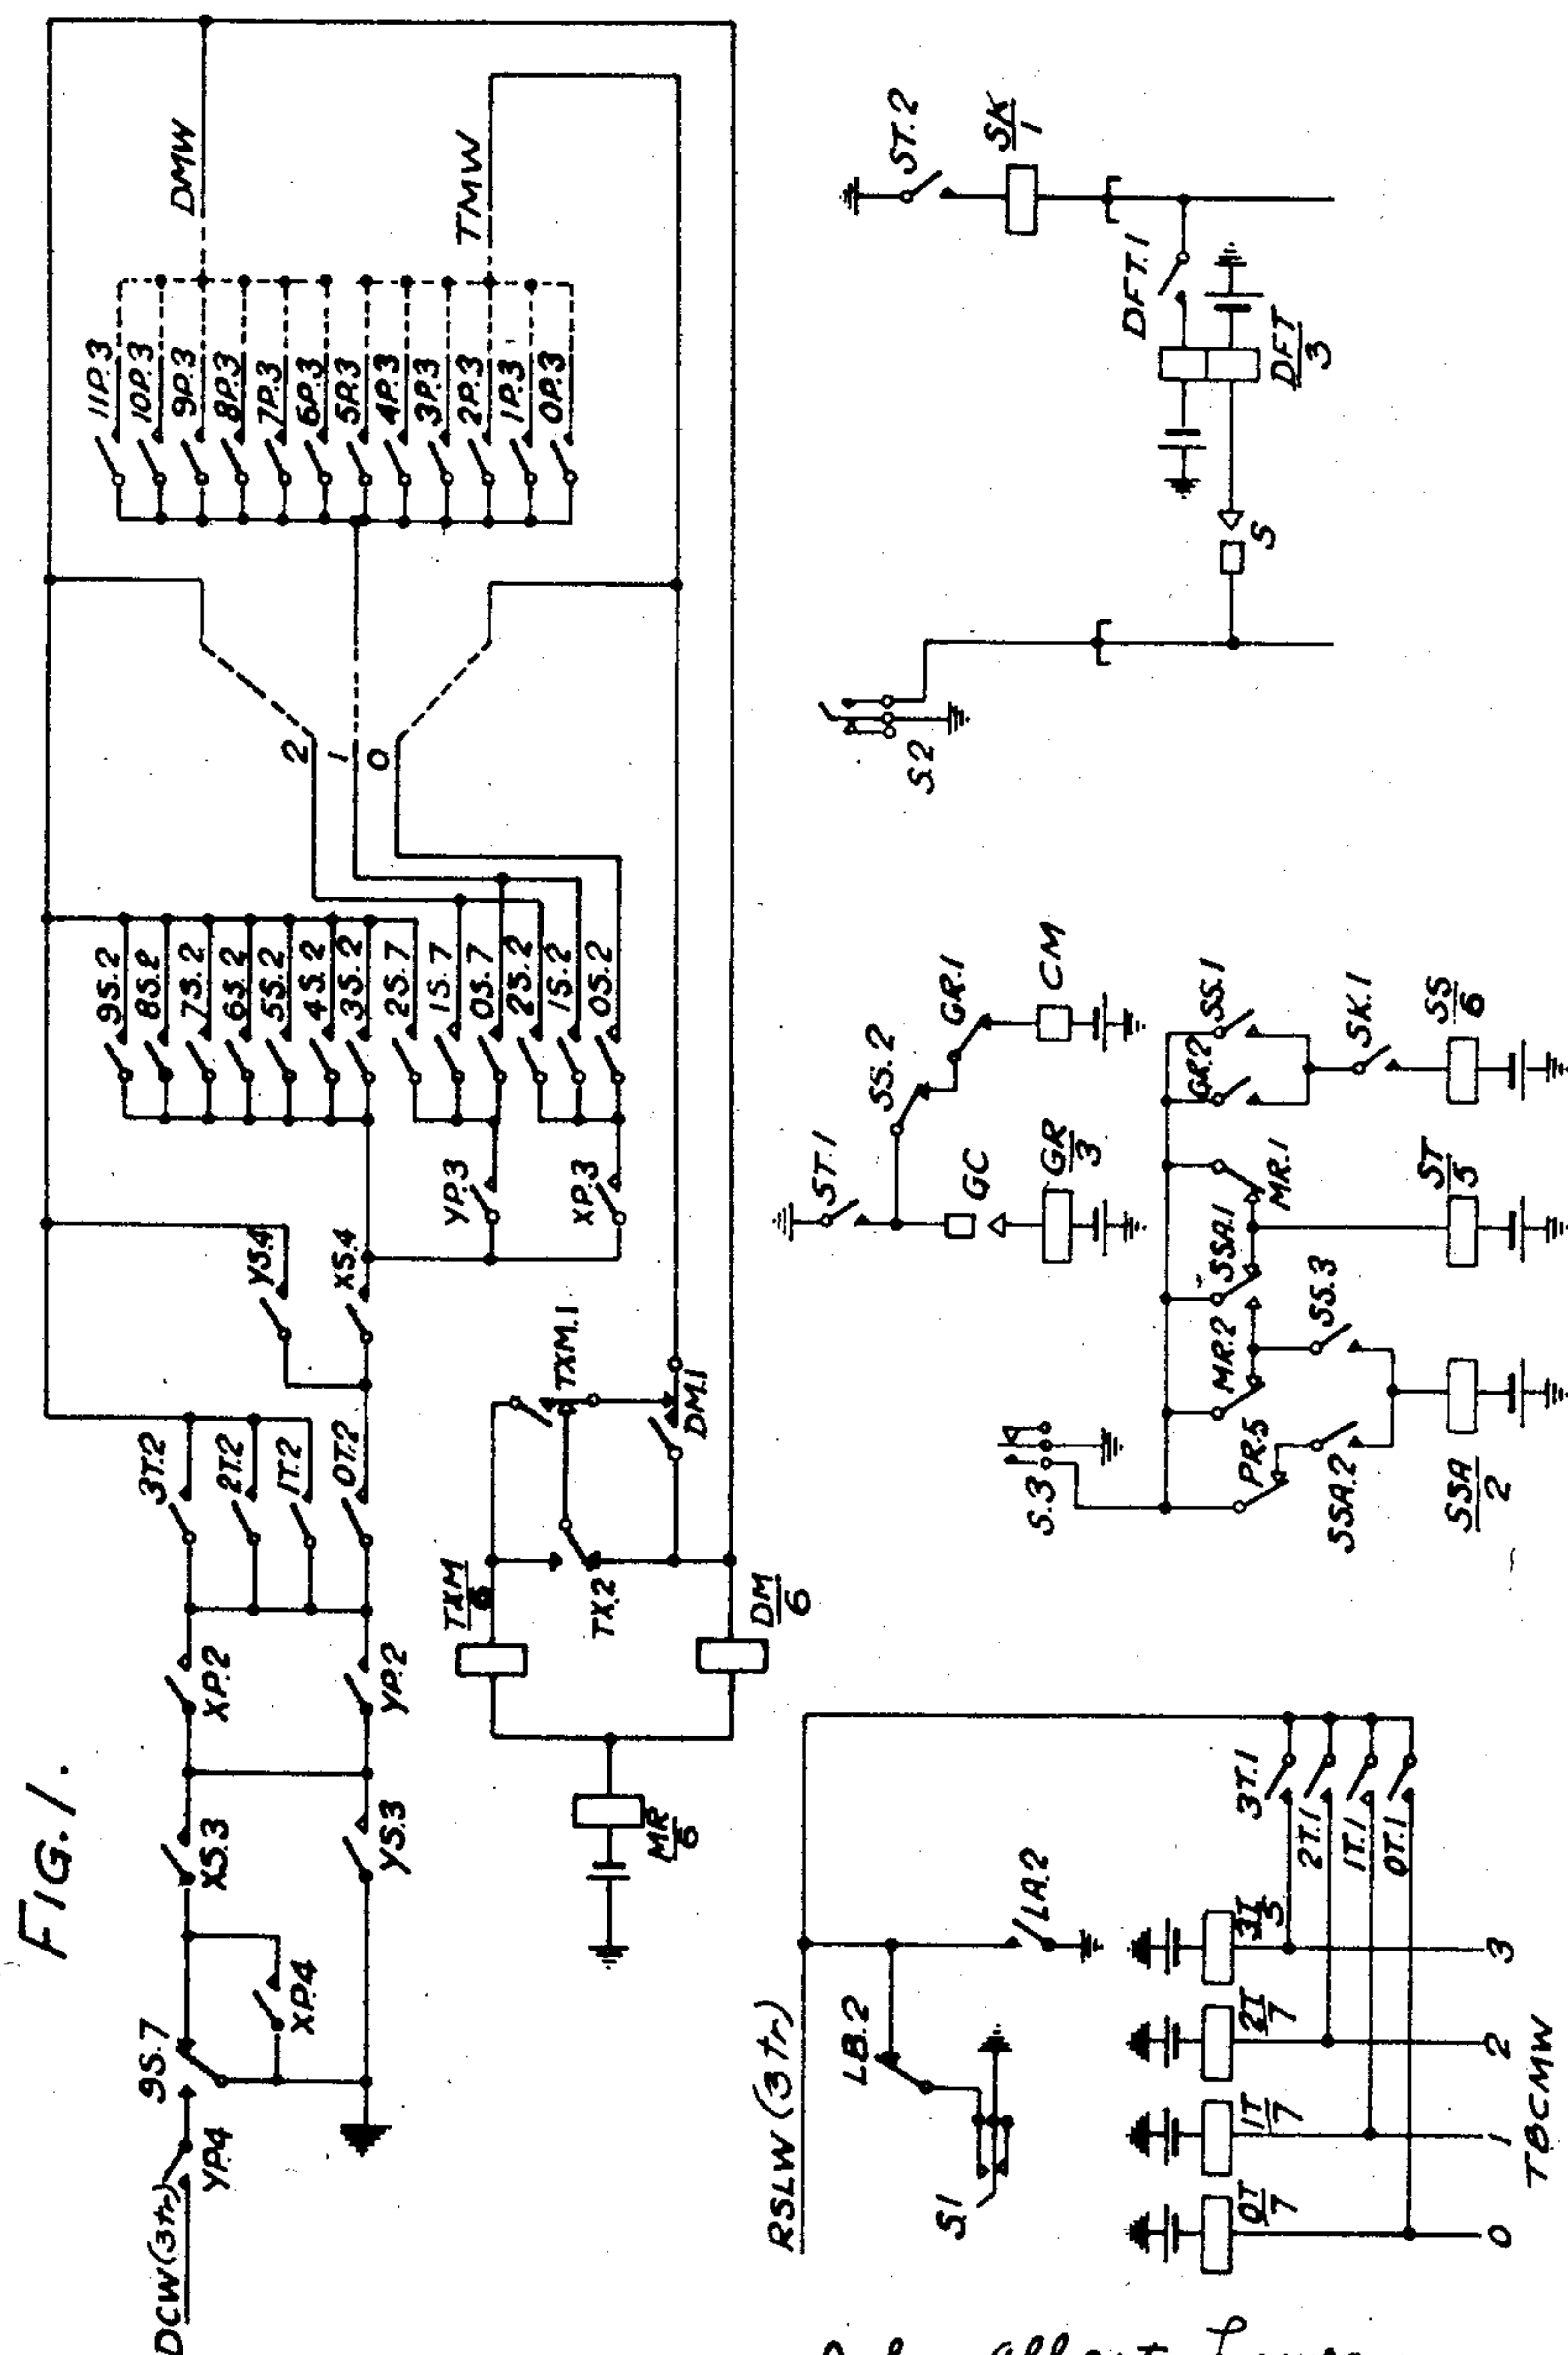 FIG. 1.
DCW (3tr)
YP.4
9S.7
XP.4
XS.3
YS.3
XP.2
YP.2
3T.2
2T.2
1T.2
0T.2
YS.4
XS.4
YP.3
XP.3
9S.2
8S.2
7S.2
6S.2
5S.2
4S.2
3S.2
2S.7
1S.7
0S.7
2S.2
1S.2
0S.2
2
1
0
11P.3
10P.3
9P.3
8P.3
7P.3
6P.3
5P.3
4P.3
3P.3
2P.3
1P.3
0P.3
DMW
TMW
MR
6
TXM
6
DM
6
TX.2
TXM.1
DM.1
RSLW (3tr)
S.1
LB.2
LA.2
0T
7
1T
7
2T
7
3T
5
3T.1
2T.1
1T.1
0T.1
0
1
2
3
TBCMW
S.3
PR.5
SSA.2
SSA
2
MR.2
SSA.1
SS.3
MR.1
ST
5
GR.2
SS.1
SK.1
SS
6
ST.1
SS.2
GR.1
GC
GR
3
CM
S.2
S
DFT
3
DFT.1
ST.2
SK
1